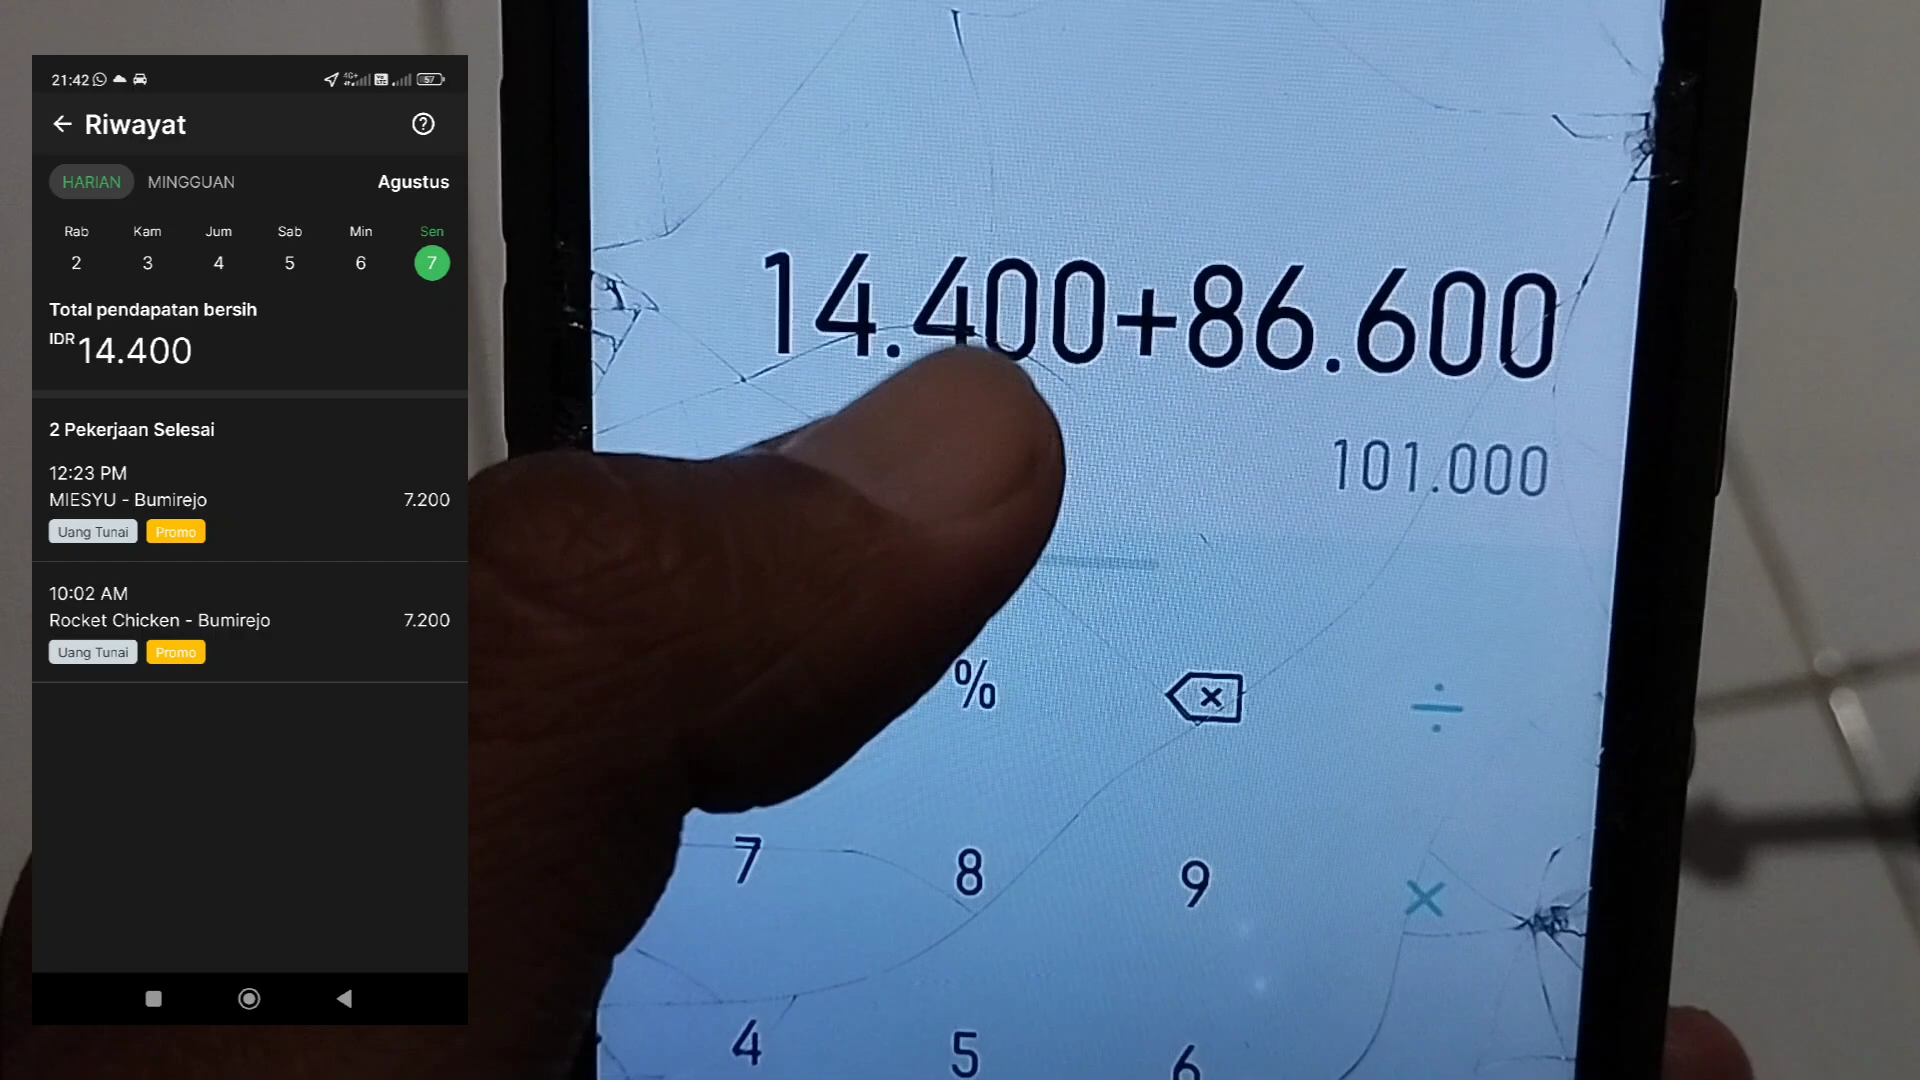 21:42
57
Riwayat
HARIAN MINGGUAN Agustus
Rab Kam Jum Sab Min Sen
2 3 4 5 6 7
Total pendapatan bersih
IDR 14.400
2 Pekerjaan Selesai
12:23 PM
MIESYU - Bumirejo 7.200
Uang Tunai Promo
10:02 AM
Rocket Chicken - Bumirejo 7.200
Uang Tunai Promo
14.400+86.600
101.000
% ÷
7 8 9 ×
4 5 6